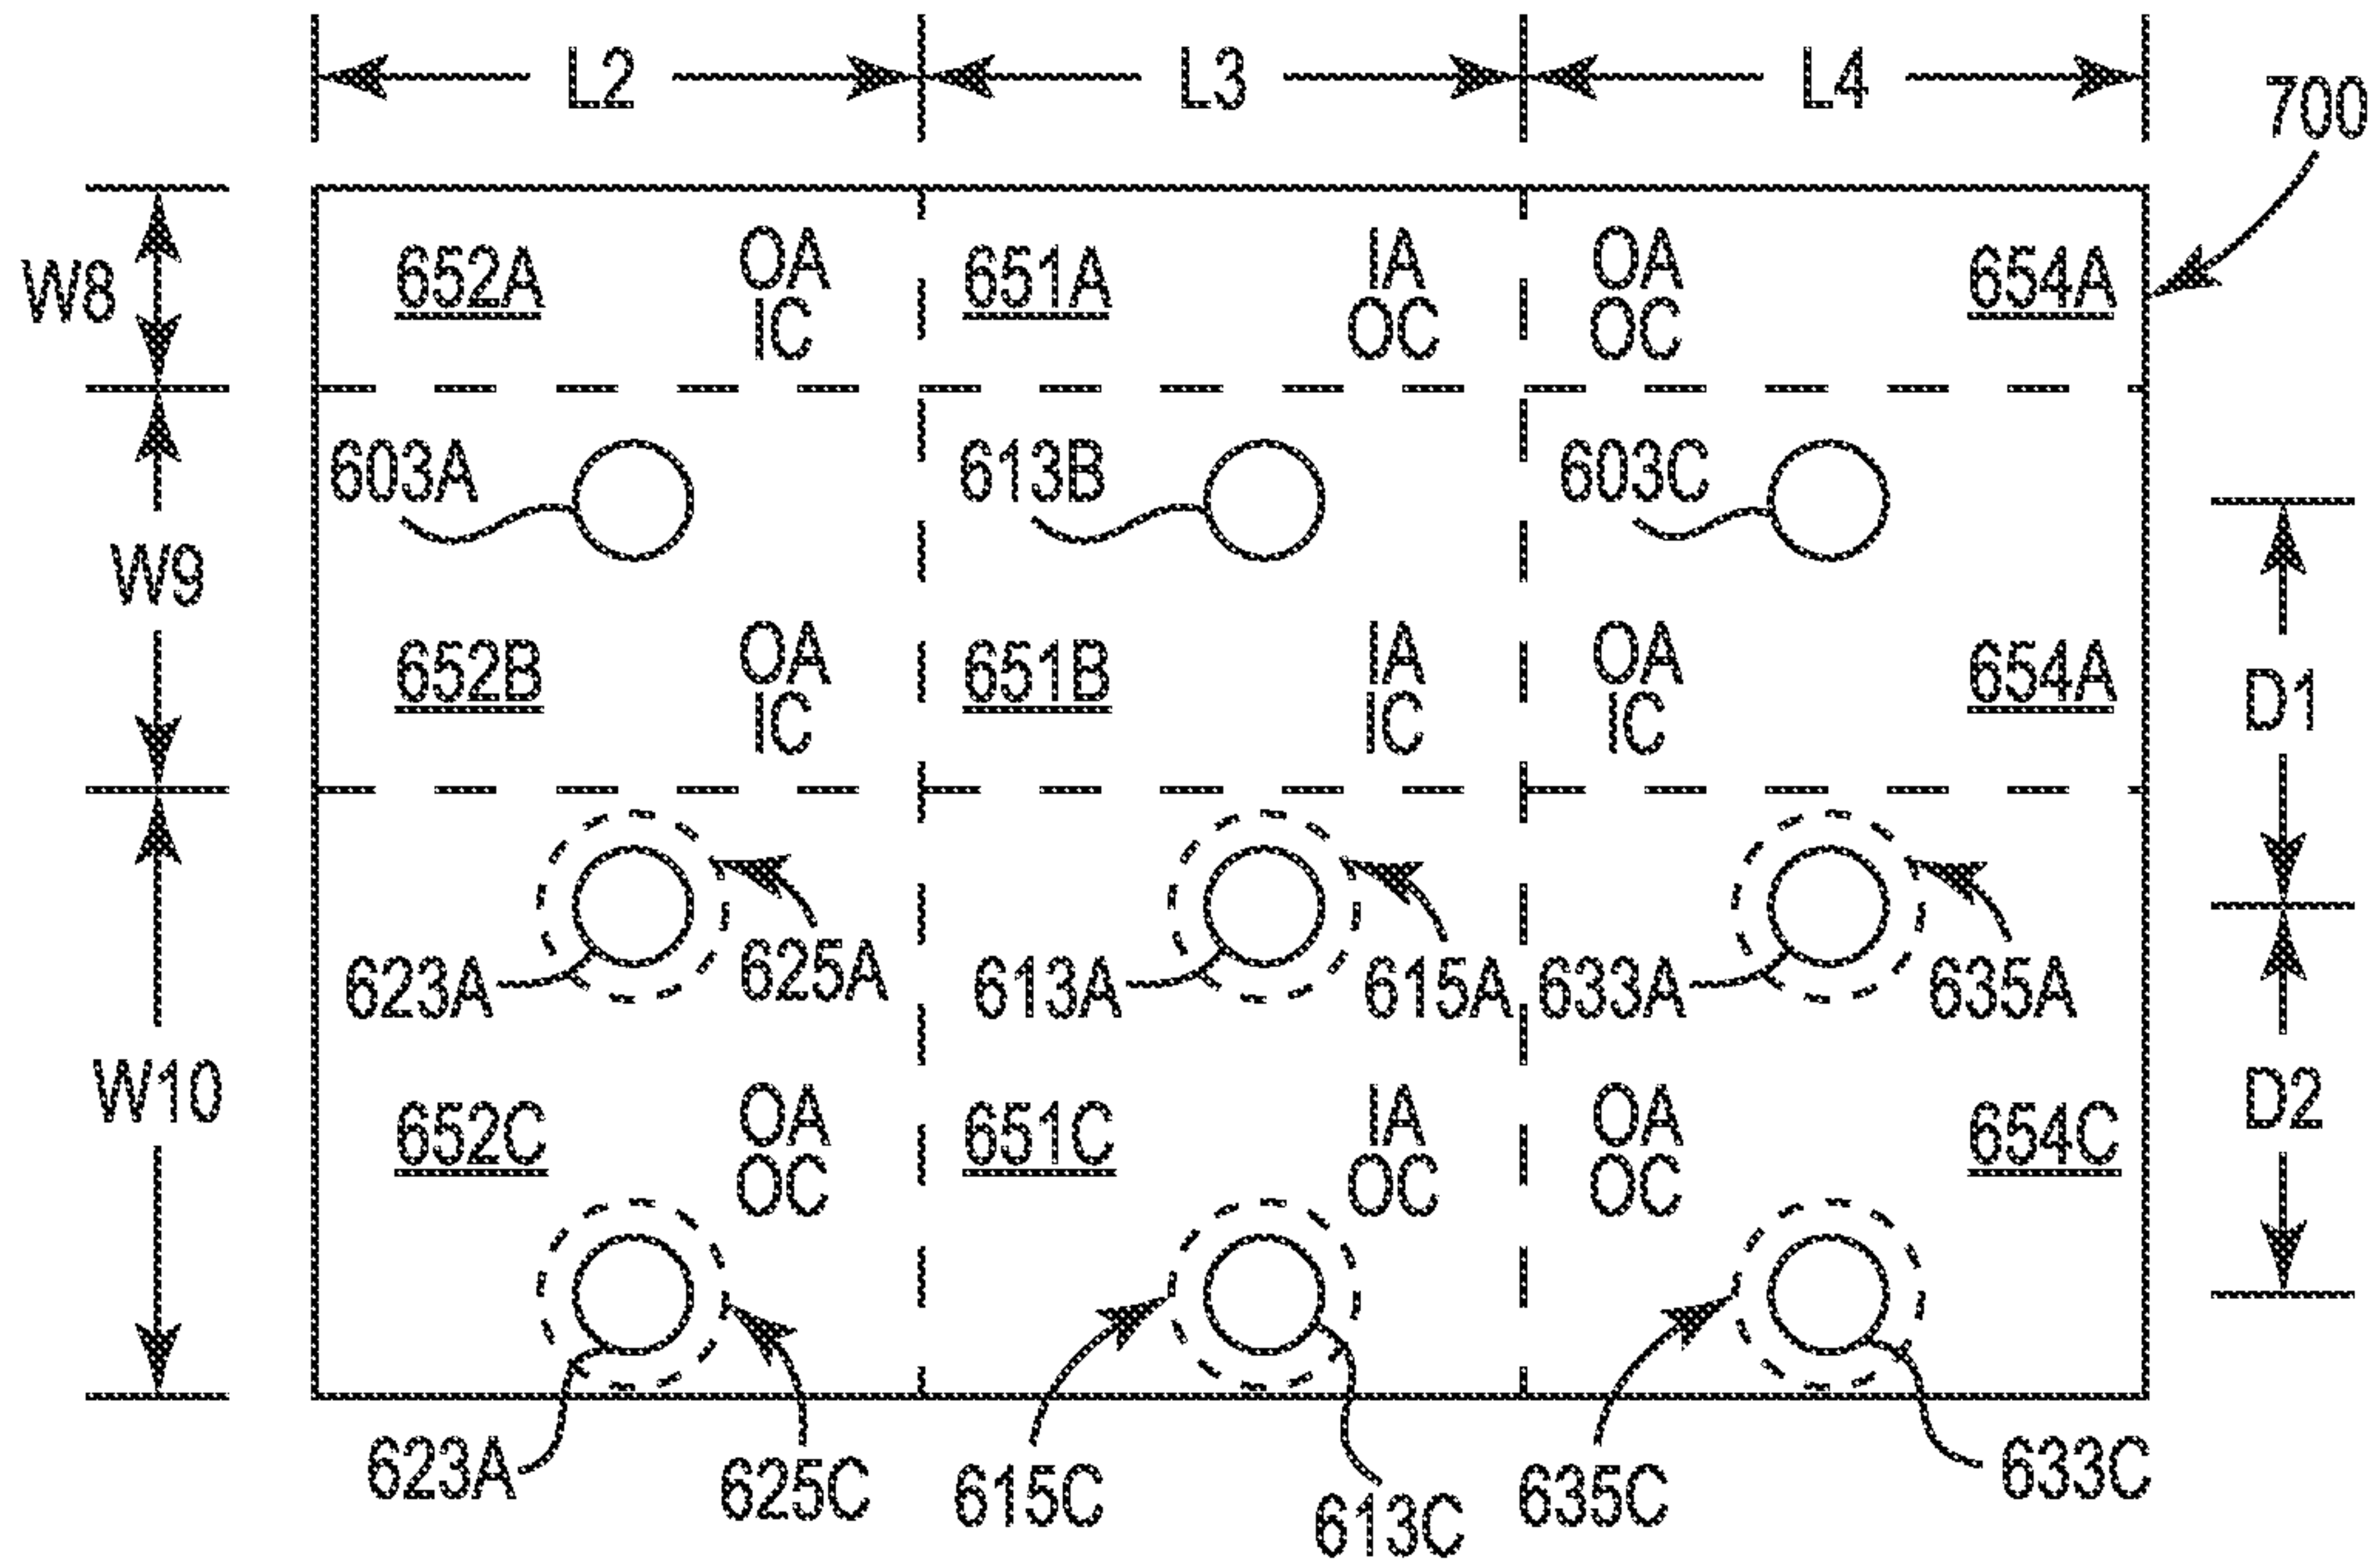 L2 L3 L4
700
W8
652A OA IC
651A IA OC
OA OC 654A
603A 613B 603C
W9
652B OA IC
651B IA IC
OA IC 654A
D1
623A 625A 613A 615A 633A 635A
W10
652C OA OC
651C IA OC
OA OC 654C
D2
623A 625C 615C 613C 635C 633C